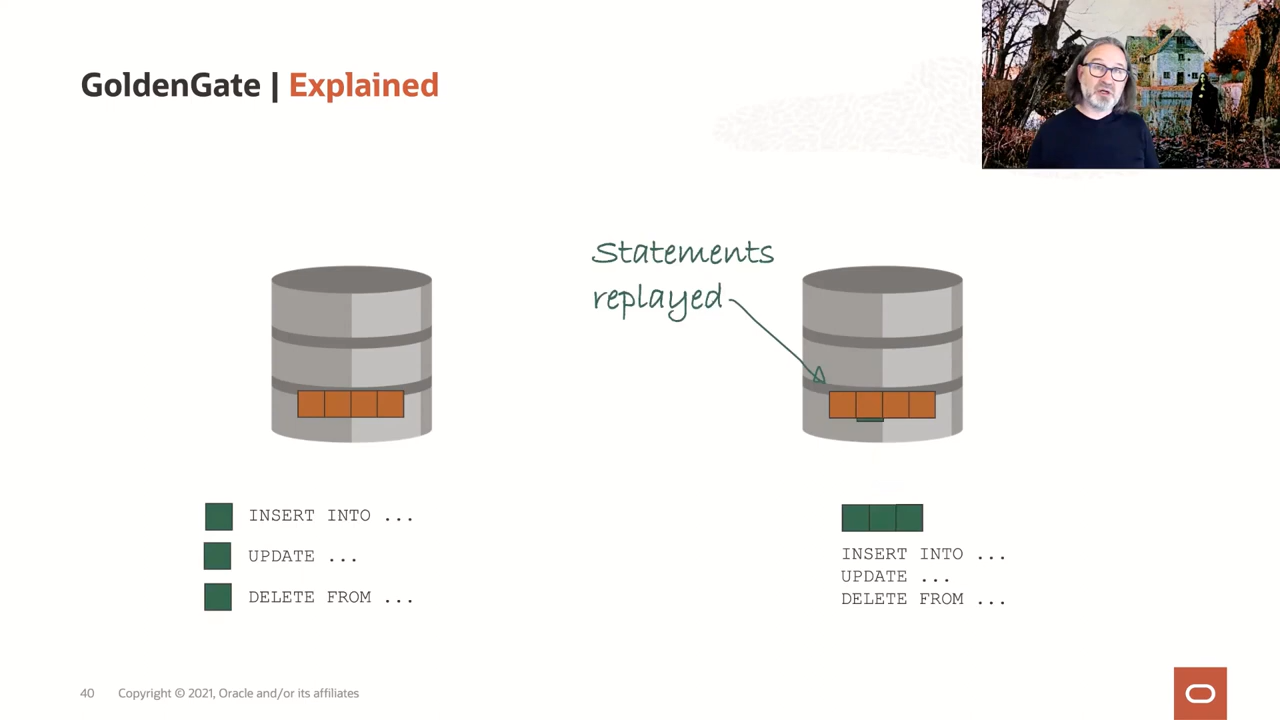 GoldenGate | Explained
Statements
replayed
INSERT INTO ...
UPDATE ...
DELETE FROM ...
INSERT INTO ...
UPDATE ...
DELETE FROM ...
40 Copyright © 2021, Oracle and/or its affiliates